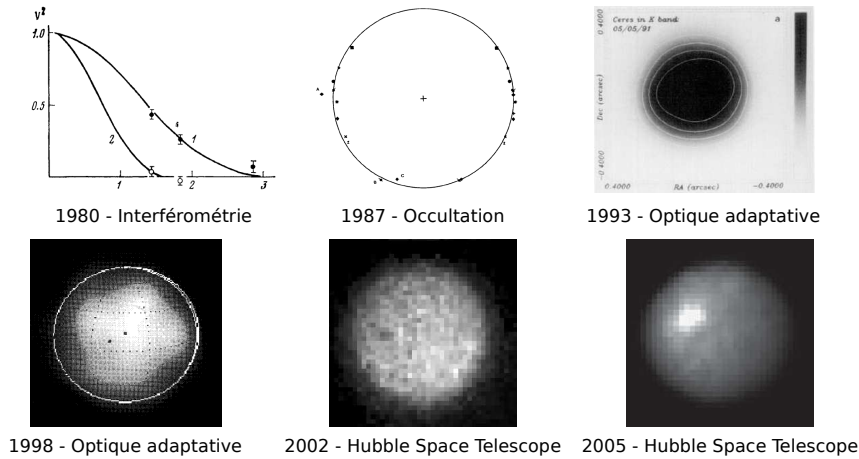 V²
1.0
0.5
2
1
1
2
3
1980 - Interférométrie
1987 - Occultation
Ceres in K band
05/05/91
a
Dec (arcsec)
0.4000
-0.4000
0.4000
RA (arcsec)
-0.4000
1993 - Optique adaptative
1998 - Optique adaptative
2002 - Hubble Space Telescope
2005 - Hubble Space Telescope